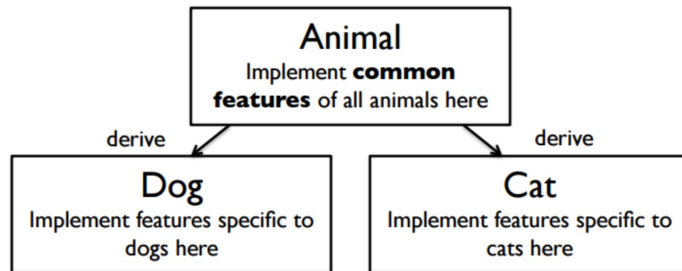 Animal
Implement common
features of all animals here
derive
derive
Dog
Implement features specific to
dogs here
Cat
Implement features specific to
cats here